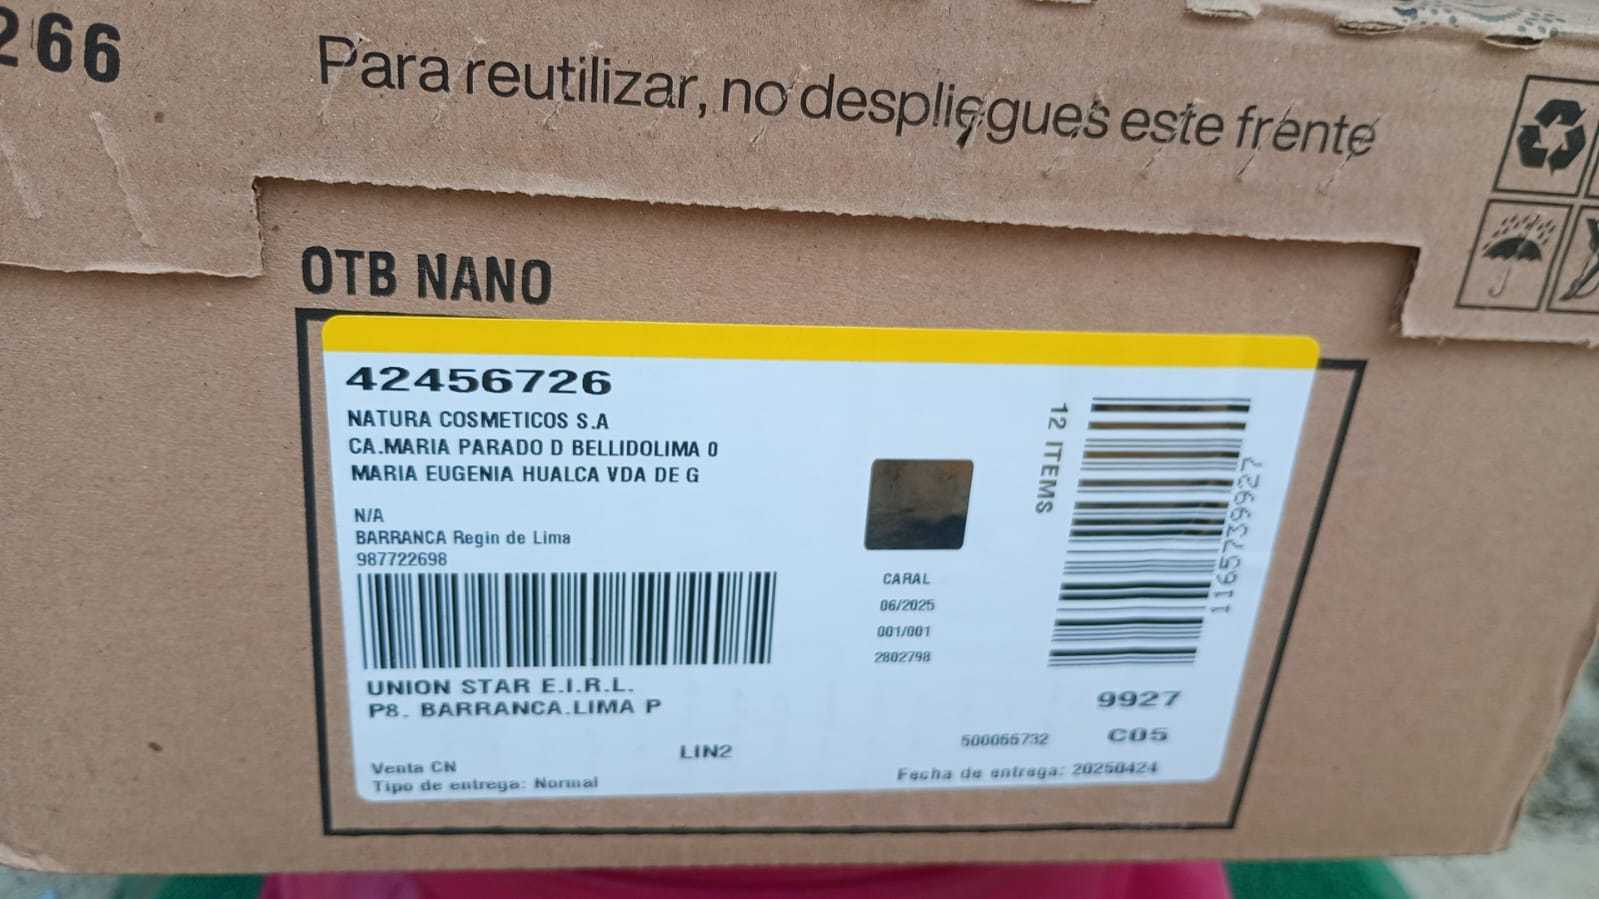 266
Para reutilizar, no despliegues este frente
OTB NANO
42456726
NATURA COSMETICOS S.A
CA.MARIA PARADO D BELLIDOLIMA 0
MARIA EUGENIA HUALCA VDA DE G
N/A
BARRANCA Regin de Lima
987722698
UNION STAR E.I.R.L.
P8. BARRANCA.LIMA P
LIN2
Venta CN
Tipo de entrega: Normal
CARAL
06/2025
001/001
2802798
12 ITEMS
116573
9927
9927
C05
Fecha de entrega: 20250424